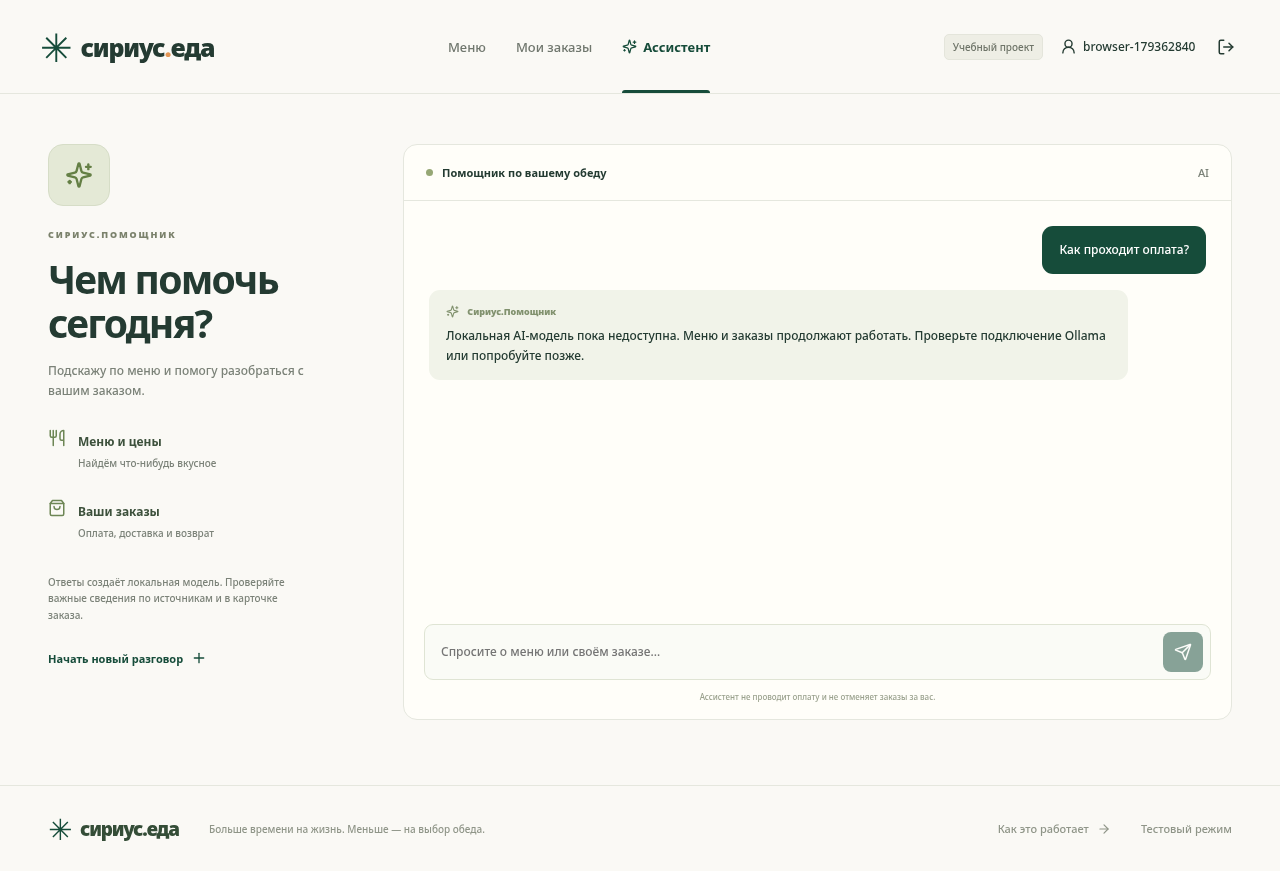 сириус.еда
Меню
Мои заказы
Ассистент
Учебный проект
browser-179362840
СИРИУС.ПОМОЩНИК
Чем помочь
сегодня?
Подскажу по меню и помогу разобраться с
вашим заказом.
Меню и цены
Найдём что-нибудь вкусное
Ваши заказы
Оплата, доставка и возврат
Ответы создаёт локальная модель. Проверяйте
важные сведения по источникам и в карточке
заказа.
Начать новый разговор
Помощник по вашему обеду
AI
Как проходит оплата?
Сириус.Помощник
Локальная AI-модель пока недоступна. Меню и заказы продолжают работать. Проверьте подключение Ollama
или попробуйте позже.
Спросите о меню или своём заказе...
Ассистент не проводит оплату и не отменяет заказы за вас.
сириус.еда
Больше времени на жизнь. Меньше — на выбор обеда.
Как это работает
Тестовый режим